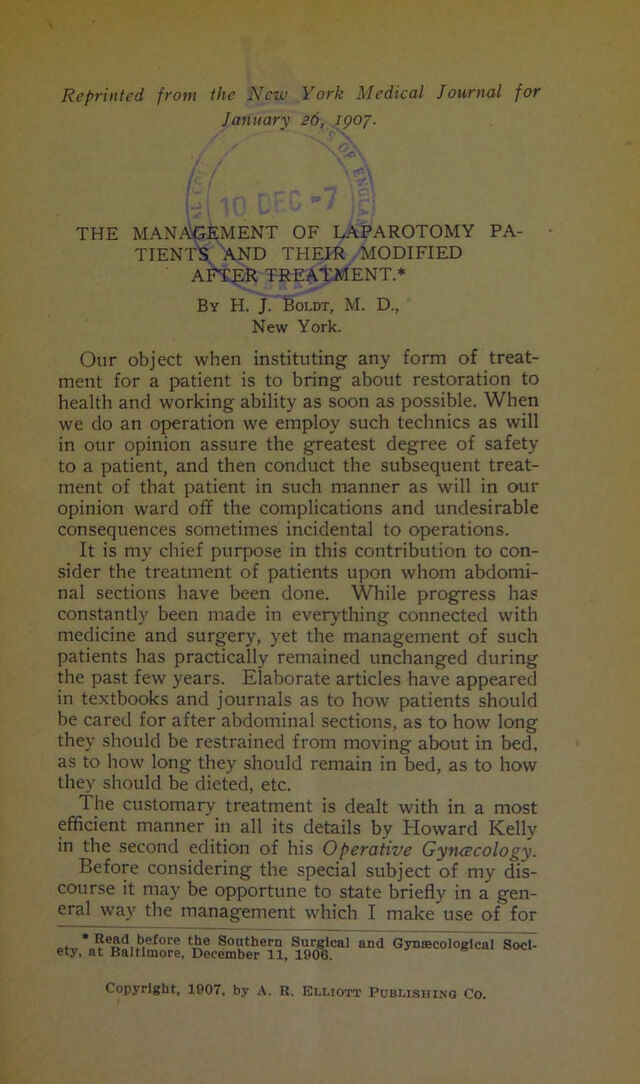 Reprinted from the New York Medical Journal for
January 26, 1907.
OF ENGLAN
10 DEC -7
THE MANAGEMENT OF LAPAROTOMY PA-
TIENTS AND THEIR MODIFIED
AFTER TREATMENT.*
By H. J. Boldt, M. D.,
New York.
Our object when instituting any form of treat-
ment for a patient is to bring about restoration to
health and working ability as soon as possible. When
we do an operation we employ such technics as will
in our opinion assure the greatest degree of safety
to a patient, and then conduct the subsequent treat-
ment of that patient in such manner as will in our
opinion ward off the complications and undesirable
consequences sometimes incidental to operations.
It is my chief purpose in this contribution to con-
sider the treatment of patients upon whom abdomi-
nal sections have been done. While progress has
constantly been made in everything connected with
medicine and surgery, yet the management of such
patients has practically remained unchanged during
the past few years. Elaborate articles have appeared
in textbooks and journals as to how patients should
be cared for after abdominal sections, as to how long
they should be restrained from moving about in bed,
as to how long they should remain in bed, as to how
they should be dieted, etc.
The customary treatment is dealt with in a most
efficient manner in all its details by Howard Kelly
in the second edition of his Operative Gynæcology.
Before considering the special subject of my dis-
course it may be opportune to state briefly in a gen-
eral way the management which I make use of for
* Read before the Southern Surgical and Gynæcological Soci-
ety, at Baltimore, December 11, 1906.
Copyright, 1907, by A. R. Elliott Publishing Co.